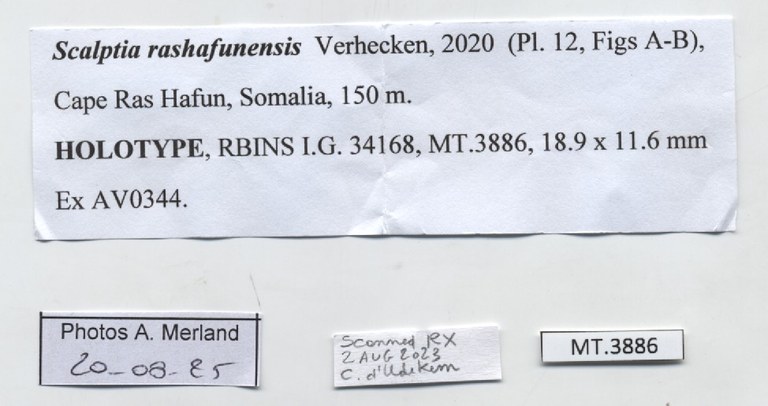 Scalptia rashafunensis Verhecken, 2020 (Pl. 12, Figs A-B),
Cape Ras Hafun, Somalia, 150 m.
HOLOTYPE, RBINS I.G. 34168, MT.3886, 18.9 x 11.6 mm
Ex AV0344.
Photos A. Merland
20-08-25
Scanned RX
2 AUG 2023
C. d'Udekem
MT.3886